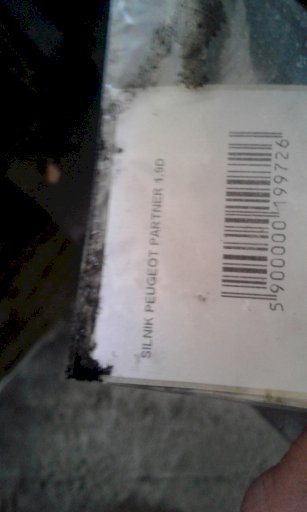 SILNIK PEUGEOT PARTNER 1.9D
5900000199726